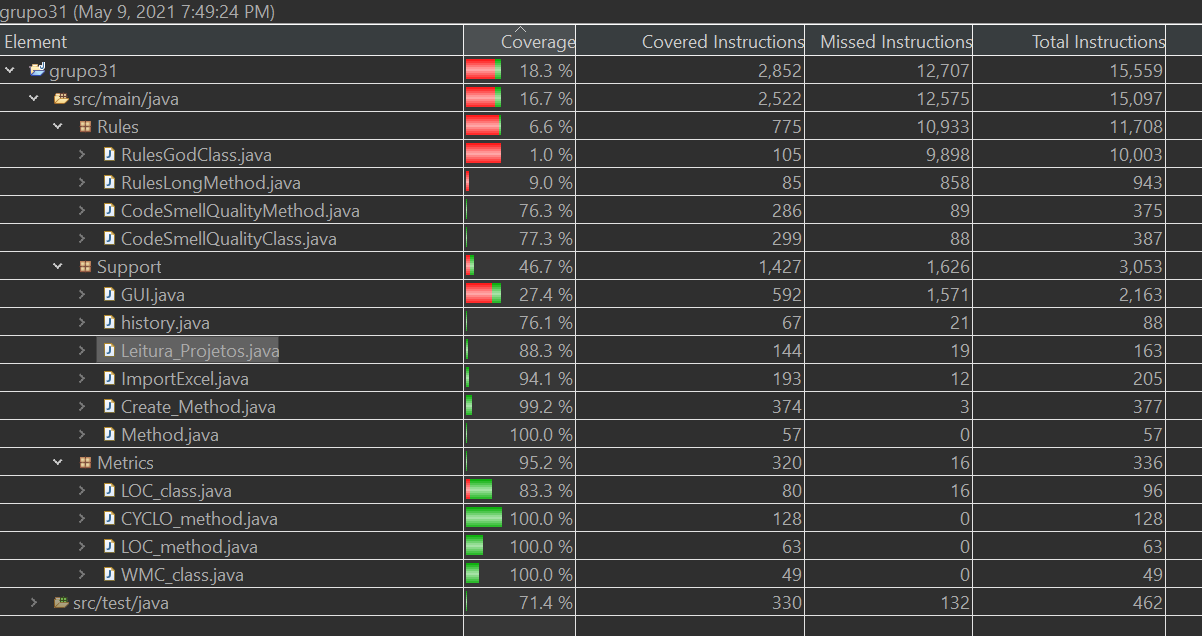 grupo31 (May 9, 2021 7:49:24 PM)
Element Coverage Covered Instructions Missed Instructions Total Instructions
grupo31 18.3 % 2,852 12,707 15,559
src/main/java 16.7 % 2,522 12,575 15,097
Rules 6.6 % 775 10,933 11,708
RulesGodClass.java 1.0 % 105 9,898 10,003
RulesLongMethod.java 9.0 % 85 858 943
CodeSmellQualityMethod.java 76.3 % 286 89 375
CodeSmellQualityClass.java 77.3 % 299 88 387
Support 46.7 % 1,427 1,626 3,053
GUI.java 27.4 % 592 1,571 2,163
history.java 76.1 % 67 21 88
Leitura_Projetos.java 88.3 % 144 19 163
ImportExcel.java 94.1 % 193 12 205
Create_Method.java 99.2 % 374 3 377
Method.java 100.0 % 57 0 57
Metrics 95.2 % 320 16 336
LOC_class.java 83.3 % 80 16 96
CYCLO_method.java 100.0 % 128 0 128
LOC_method.java 100.0 % 63 0 63
WMC_class.java 100.0 % 49 0 49
src/test/java 71.4 % 330 132 462